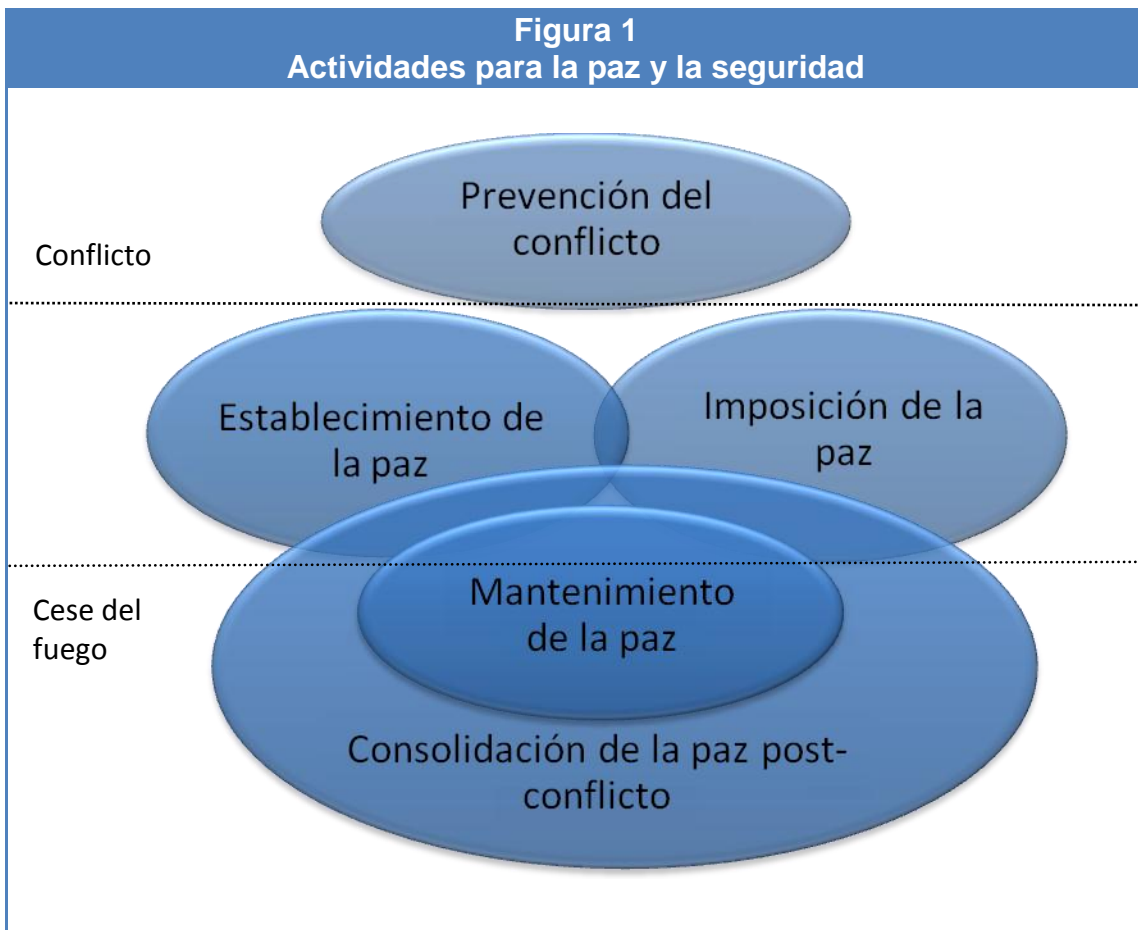 Figura 1
Actividades para la paz y la seguridad
Prevención del
conflicto
Conflicto
Establecimiento de
la paz
Imposición de la
paz
Mantenimiento
de la paz
Cese del
fuego
Consolidación de la paz post-
conflicto